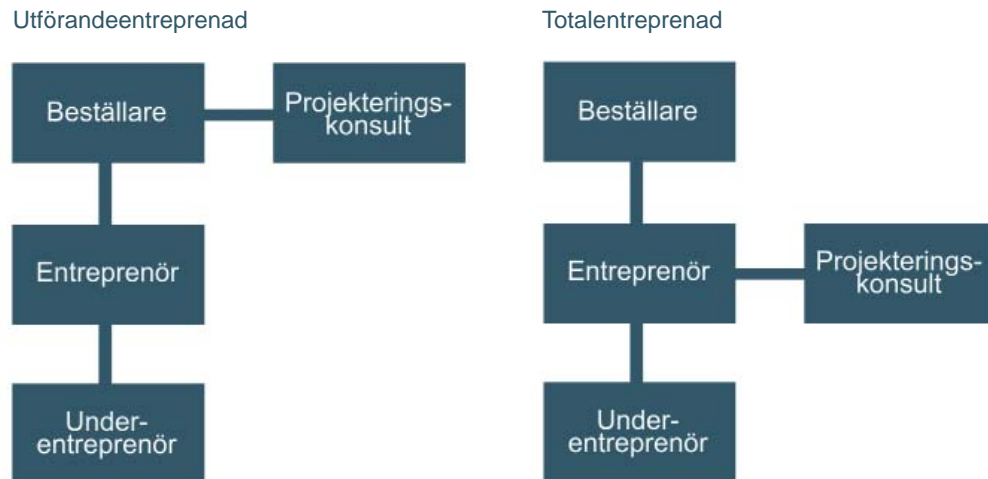 Utförandeentreprenad
Beställare
Projekterings-
konsult
Entreprenör
Under-
entreprenör
Totalentreprenad
Beställare
Entreprenör
Projekterings-
konsult
Under-
entreprenör